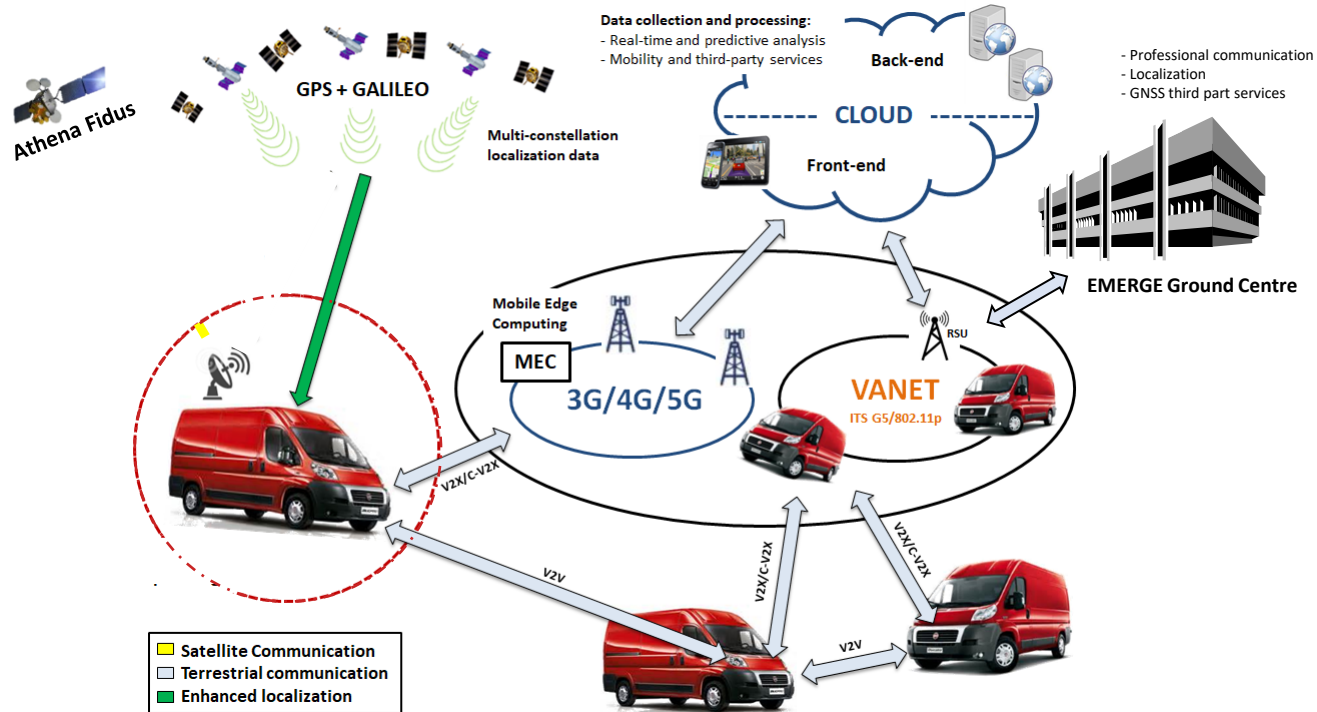 Data collection and processing:
- Real-time and predictive analysis
- Mobility and third-party services
Back-end
CLOUD
Front-end
- Professional communication
- Localization
- GNSS third part services
Athena Fidus
GPS + GALILEO
Multi-constellation
localization data
EMERGE Ground Centre
Mobile Edge
Computing
MEC
3G/4G/5G
RSU
VANET
ITS G5/802.11p
V2X/C-V2X
V2V
V2X/C-V2X
V2X/C-V2X
V2V
Satellite Communication
Terrestrial communication
Enhanced localization